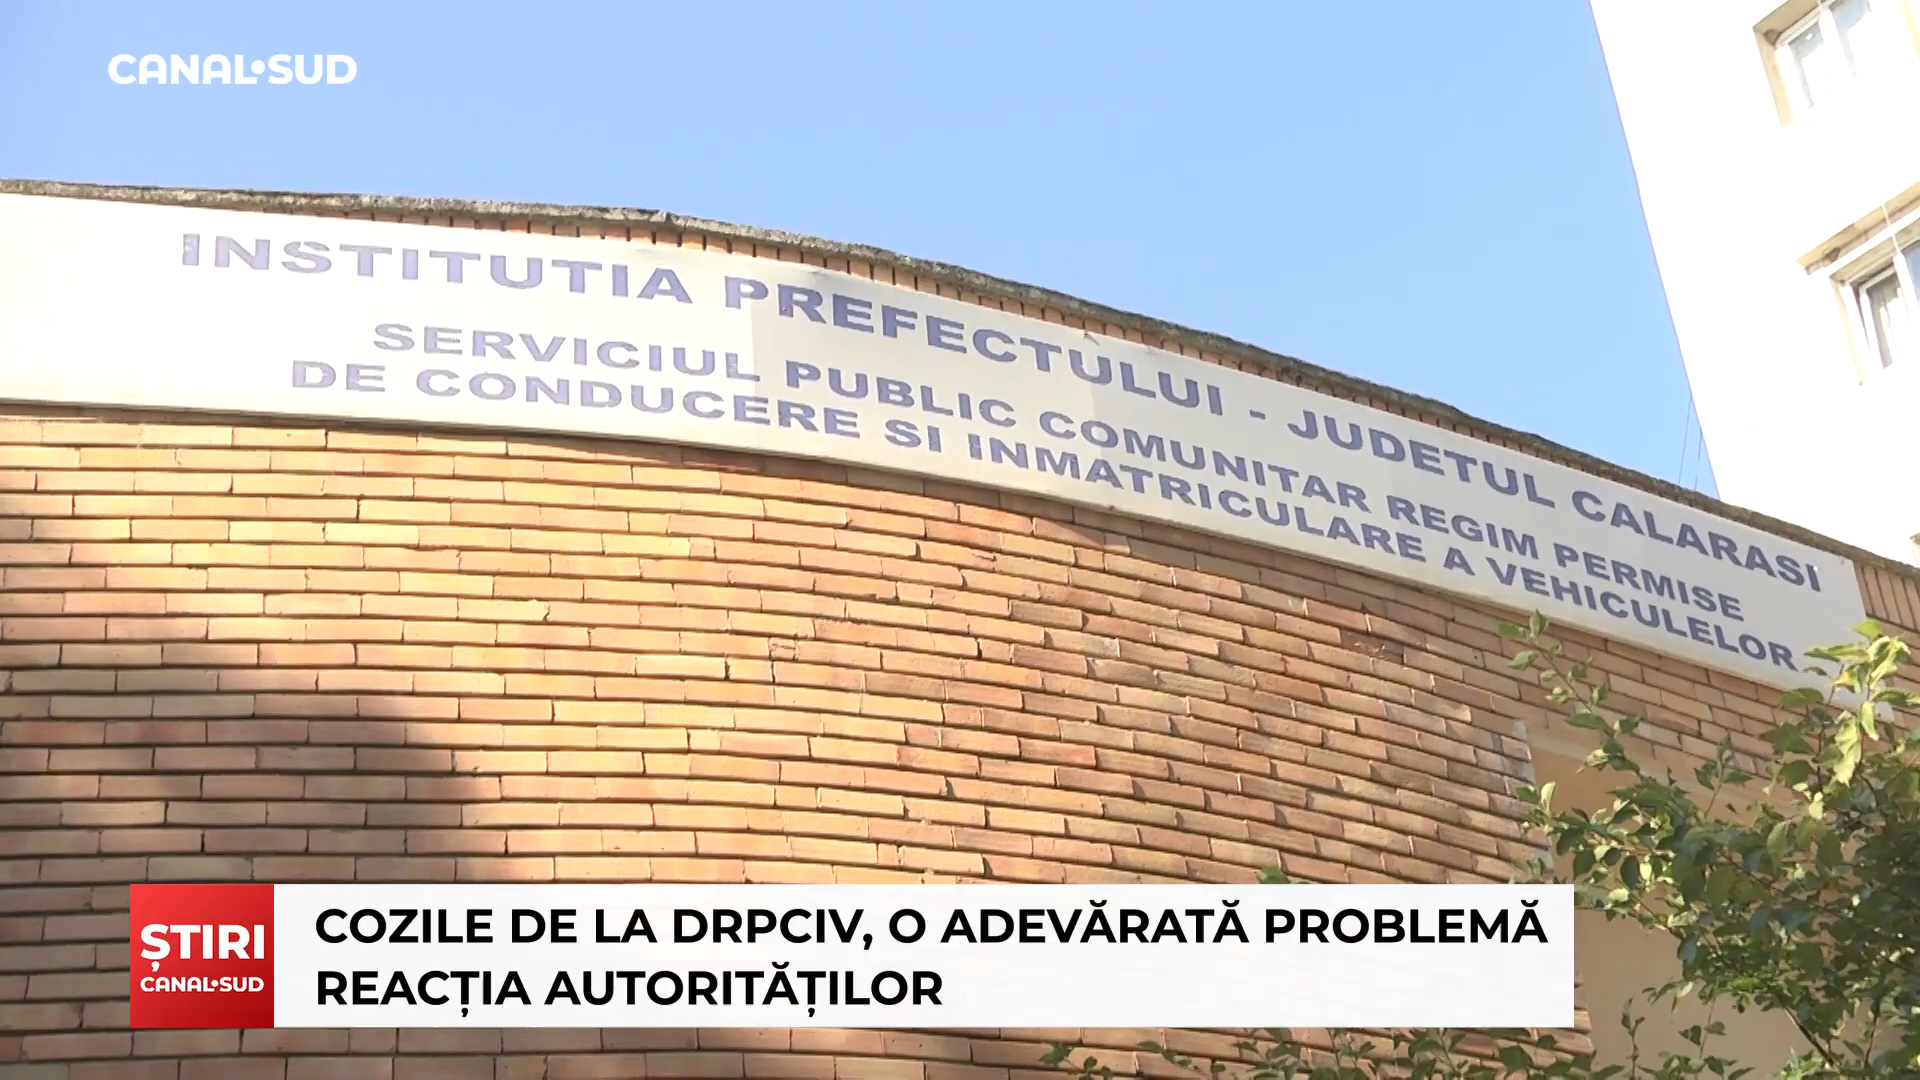 CANAL•SUD
INSTITUTIA PREFECTULUI - JUDETUL CALARASI
SERVICIUL PUBLIC COMUNITAR REGIM PERMISE
DE CONDUCERE SI INMATRICULARE A VEHICULELOR
ȘTIRI
CANAL•SUD
COZILE DE LA DRPCIV, O ADEVĂRATĂ PROBLEMĂ
REACȚIA AUTORITĂȚILOR